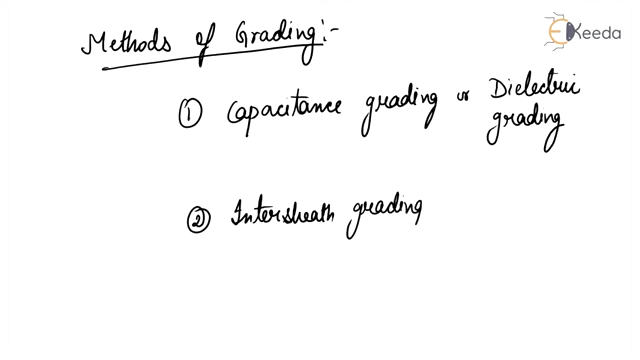 EKeeda
Methods of Grading:-
① Capacitance grading or Dielectric
grading
② Intersheath grading